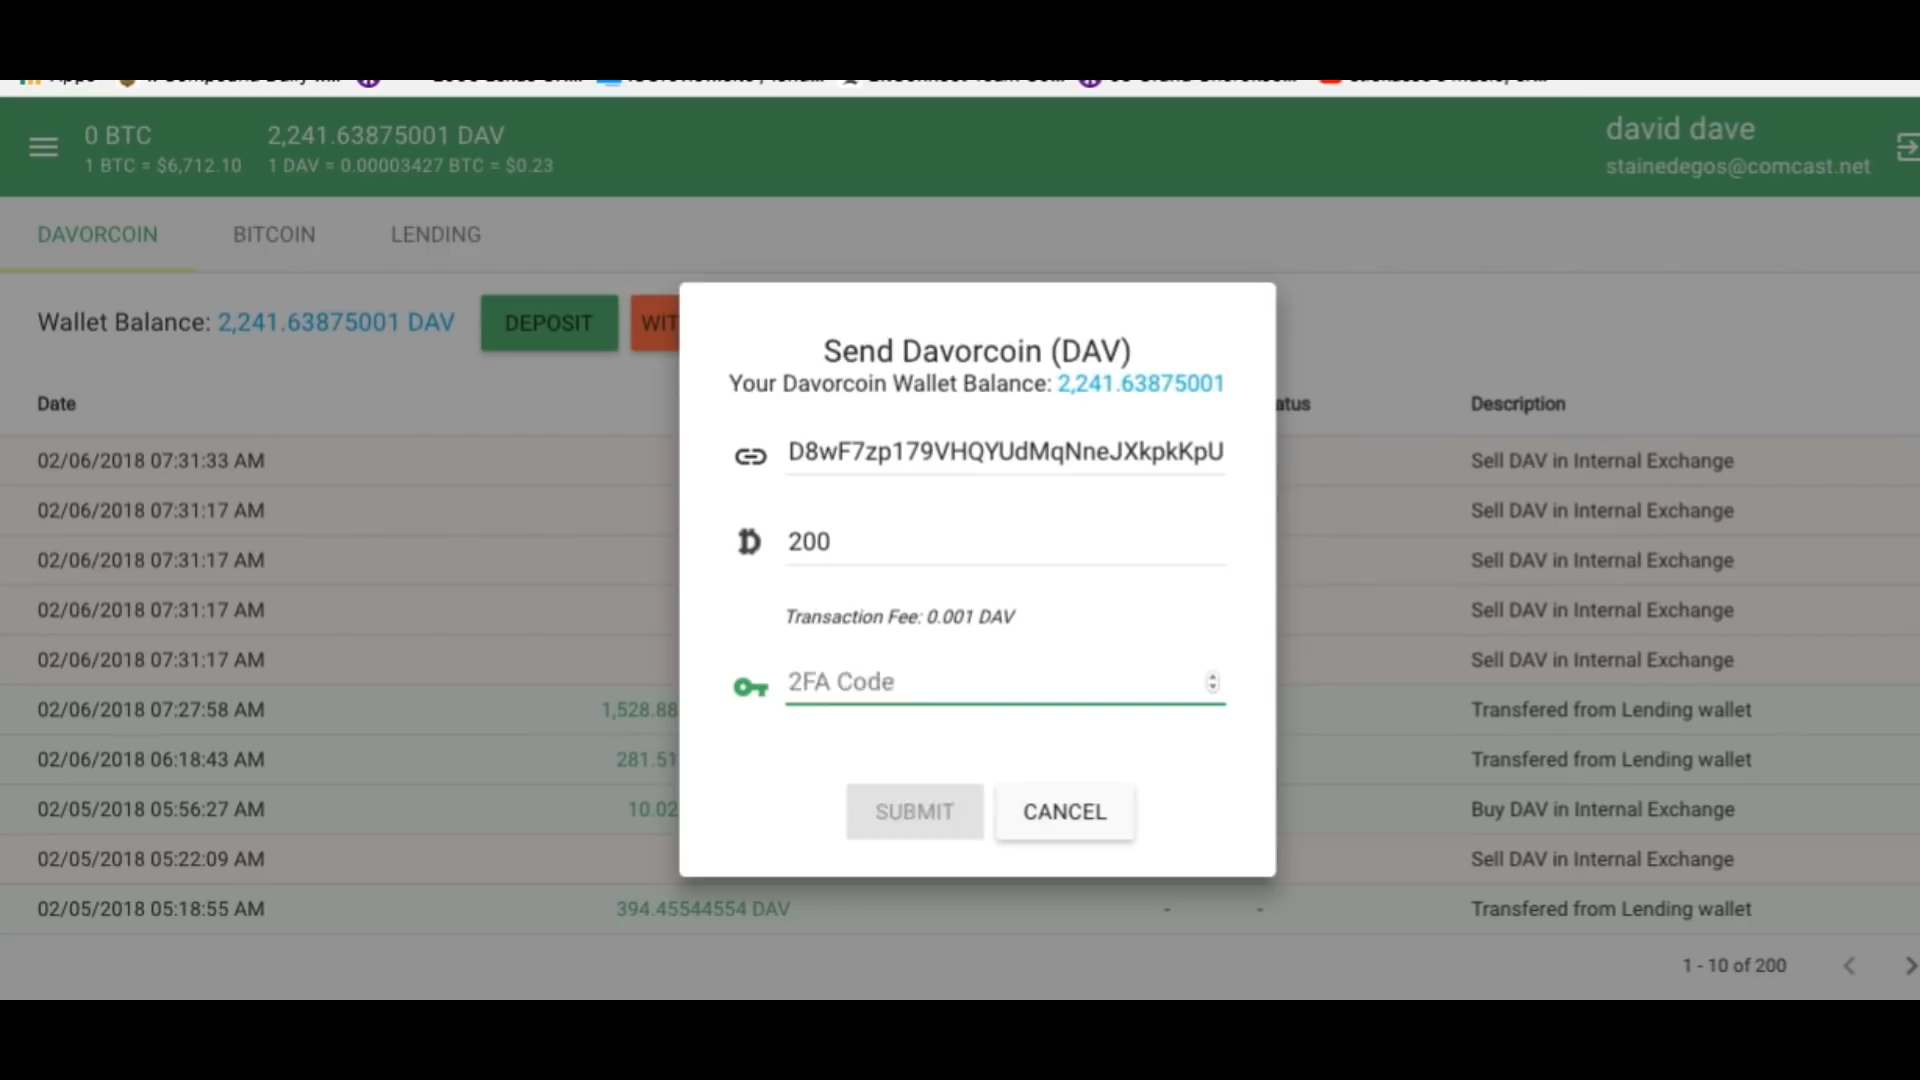 0 BTC
2,241.63875001 DAV
david dave
1 BTC = $6,712.10
1 DAV = 0.00003427 BTC = $0.23
stainedegos@comcast.net
DAVORCOIN
BITCOIN
LENDING
Wallet Balance: 2,241.63875001 DAV
DEPOSIT
WIT
Send Davorcoin (DAV)
Your Davorcoin Wallet Balance: 2,241.63875001
D8wF7zp179VHQYUdMqNneJXkpkKpU
200
Transaction Fee: 0.001 DAV
2FA Code
SUBMIT
CANCEL
Date
atus
Description
02/06/2018 07:31:33 AM
Sell DAV in Internal Exchange
02/06/2018 07:31:17 AM
Sell DAV in Internal Exchange
02/06/2018 07:31:17 AM
Sell DAV in Internal Exchange
02/06/2018 07:31:17 AM
Sell DAV in Internal Exchange
02/06/2018 07:31:17 AM
Sell DAV in Internal Exchange
02/06/2018 07:27:58 AM
1,528.88
Transfered from Lending wallet
02/06/2018 06:18:43 AM
281.51
Transfered from Lending wallet
02/05/2018 05:56:27 AM
10.02
Buy DAV in Internal Exchange
02/05/2018 05:22:09 AM
Sell DAV in Internal Exchange
02/05/2018 05:18:55 AM
394.45544554 DAV
-
-
Transfered from Lending wallet
1 - 10 of 200